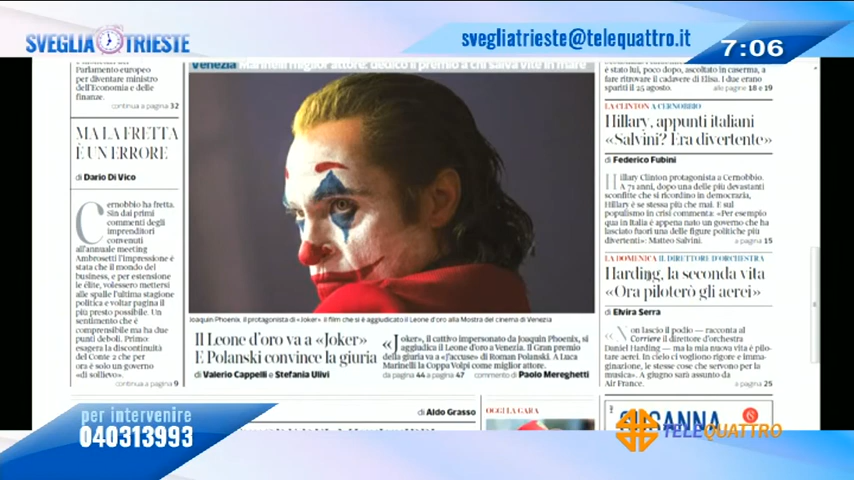 SVEGLIA TRIESTE
svegliatrieste@telequattro.it
7:06
Parlamento europeo
per diventare ministro
dell'Economia e delle
finanze.
continua a pagina 32
MA LA FRETTA
È UN ERRORE
di Dario Di Vico
Cernobbio ha fretta.
Sin dai primi
commenti degli
imprenditori
convenuti
all'annuale meeting
Ambrosetti l'impressione è
stata che il mondo del
business, e per estensione
le élite, volessero mettersi
alle spalle l'ultima stagione
politica e voltar pagina il
più presto possibile. Un
sentimento che è
comprensibile ma ha due
punti deboli. Primo:
esagera la discontinuità
del Conte 2 che per
ora è solo un governo
«di sollievo».
continua a pagina 9
Venezia Marinelli miglior attore: dedico il premio a chi salva vite in mare
Joaquin Phoenix, il protagonista di «Joker» il film che si è aggiudicato il Leone d'oro alla Mostra del cinema di Venezia
Il Leone d'oro va a «Joker»
E Polanski convince la giuria
di Valerio Cappelli e Stefania Ulivi
«Joker», il cattivo impersonato da Joaquin Phoenix, si
aggiudica il Leone d'oro a Venezia. Il Gran premio
della giuria va a «J'accuse» di Roman Polanski. A Luca
Marinelli la Coppa Volpi come miglior attore.
da pagina 44 a pagina 47 commento di Paolo Mereghetti
è stato lui, poco dopo, ascoltato in caserma, a
far ritrovare il cadavere di Elisa. I due erano
spariti il 25 agosto. alle pagine 18 e 19
LA CLINTON A CERNOBBIO
Hillary, appunti italiani
«Salvini? Era divertente»
di Federico Fubini
Hillary Clinton protagonista a Cernobbio.
A 71 anni, dopo una delle più devastanti
sconfitte che si ricordino in democrazia,
Hillary è se stessa più che mai. E sul
populismo in crisi commenta: «Per esempio
qua in Italia è appena nato un governo che ha
lasciato fuori una delle figure politiche più
divertenti»: Matteo Salvini. a pagina 15
LA DOMENICA IL DIRETTORE D'ORCHESTRA
Harding, la seconda vita
«Ora piloterò gli aerei»
di Elvira Serra
«Non lascio il podio — racconta al
Corriere il direttore d'orchestra
Daniel Harding — ma la mia nuova vita è pilo-
tare aerei. In cielo ci vogliono rigore e imma-
ginazione, le stesse cose che servono per la
musica». A giugno sarà assunto da
Air France. a pagina 25
di Aldo Grasso
OGGI LA GARA
per intervenire
040313993
TELEQUATTRO